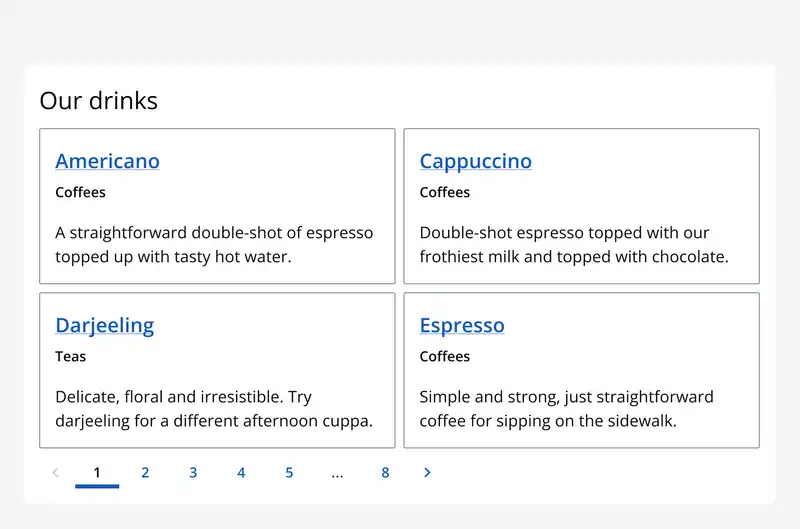 Our drinks
Americano
Coffees
A straightforward double-shot of espresso
topped up with tasty hot water.
Cappuccino
Coffees
Double-shot espresso topped with our
frothiest milk and topped with chocolate.
Darjeeling
Teas
Delicate, floral and irresistible. Try
darjeeling for a different afternoon cuppa.
Espresso
Coffees
Simple and strong, just straightforward
coffee for sipping on the sidewalk.
1 2 3 4 5 ... 8